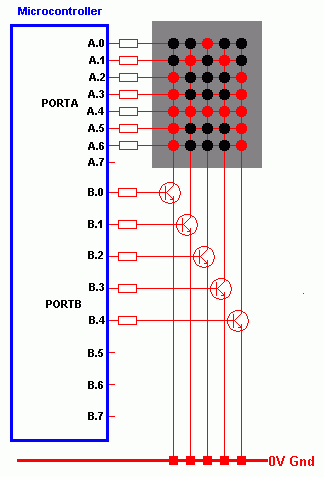 Microcontroller
A.0
A.1
A.2
A.3
PORTA
A.4
A.5
A.6
A.7
B.0
B.1
B.2
B.3
PORTB
B.4
B.5
B.6
B.7
0V Gnd